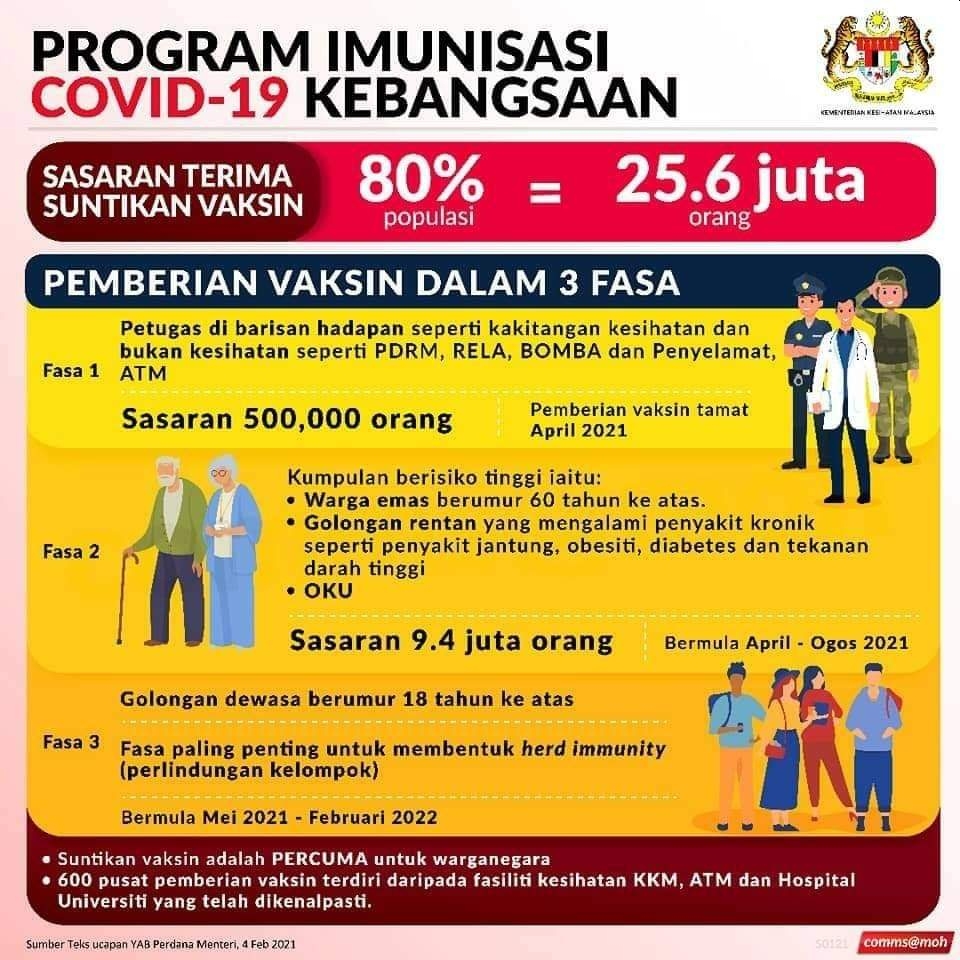 PROGRAM IMUNISASI
COVID-19 KEBANGSAAN
KEMENTERIAN KESIHATAN MALAYSIA
SASARAN TERIMA
SUNTIKAN VAKSIN
80%
populasi
=
25.6 juta
orang
PEMBERIAN VAKSIN DALAM 3 FASA
Fasa 1
Petugas di barisan hadapan seperti kakitangan kesihatan dan
bukan kesihatan seperti PDRM, RELA, BOMBA dan Penyelamat,
ATM
Sasaran 500,000 orang
Pemberian vaksin tamat
April 2021
Fasa 2
Kumpulan berisiko tinggi iaitu:
• Warga emas berumur 60 tahun ke atas.
• Golongan rentan yang mengalami penyakit kronik
seperti penyakit jantung, obesiti, diabetes dan tekanan
darah tinggi
• OKU
Sasaran 9.4 juta orang
Bermula April - Ogos 2021
Fasa 3
Golongan dewasa berumur 18 tahun ke atas
Fasa paling penting untuk membentuk herd immunity
(perlindungan kelompok)
Bermula Mei 2021 - Februari 2022
• Suntikan vaksin adalah PERCUMA untuk warganegara
• 600 pusat pemberian vaksin terdiri daripada fasiliti kesihatan KKM, ATM dan Hospital
Universiti yang telah dikenalpasti.
Sumber Teks ucapan YAB Perdana Menteri, 4 Feb 2021
50121
comms@moh